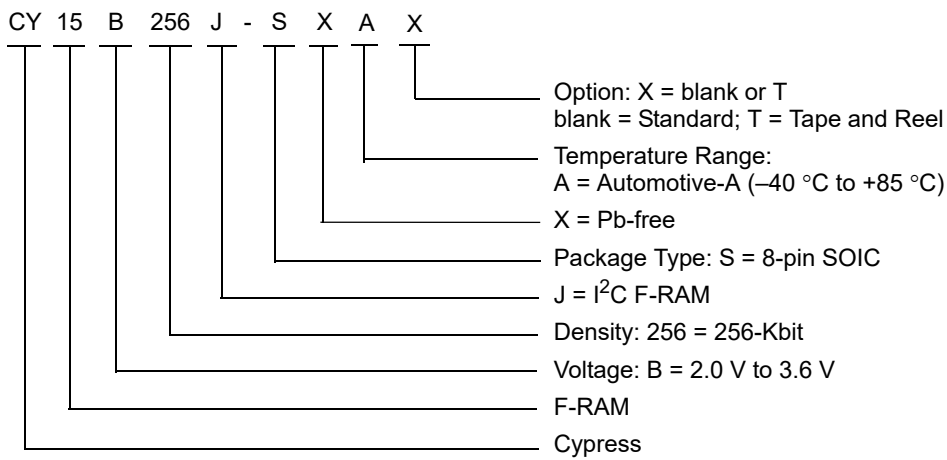 CY 15 B 256 J - S X A X
Option: X = blank or T
blank = Standard; T = Tape and Reel
Temperature Range:
A = Automotive-A (–40 °C to +85 °C)
X = Pb-free
Package Type: S = 8-pin SOIC
J = I²C F-RAM
Density: 256 = 256-Kbit
Voltage: B = 2.0 V to 3.6 V
F-RAM
Cypress